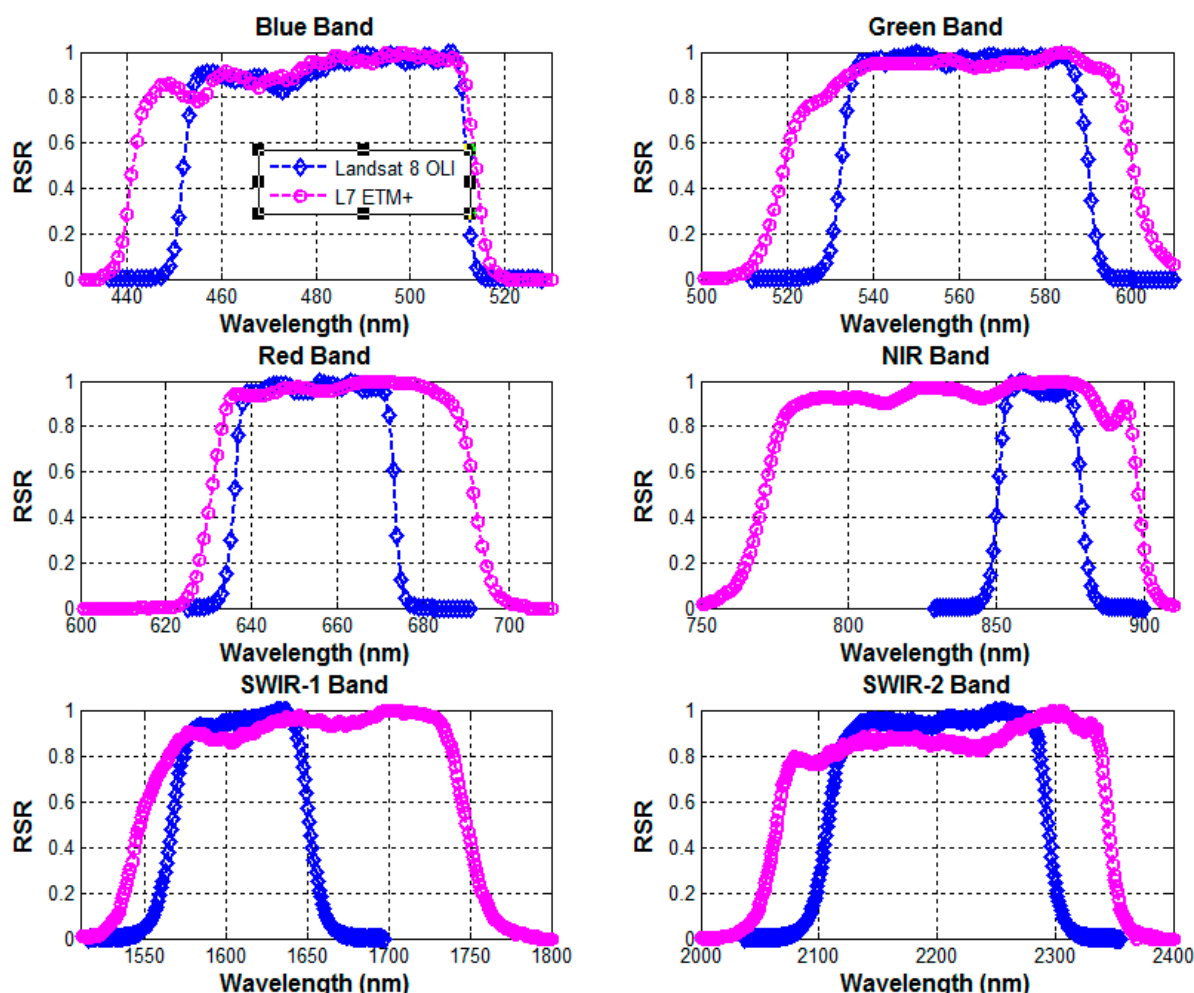 Blue Band
1
0.8
0.6
0.4
0.2
0
RSR
Landsat 8 OLI
L7 ETM+
440 460 480 500 520
Wavelength (nm)
Green Band
1
0.8
0.6
0.4
0.2
0
RSR
500 520 540 560 580 600
Wavelength (nm)
Red Band
1
0.8
0.6
0.4
0.2
0
RSR
600 620 640 660 680 700
Wavelength (nm)
NIR Band
1
0.8
0.6
0.4
0.2
0
RSR
750 800 850 900
Wavelength (nm)
SWIR-1 Band
1
0.8
0.6
0.4
0.2
0
RSR
1550 1600 1650 1700 1750 1800
Wavelength (nm)
SWIR-2 Band
1
0.8
0.6
0.4
0.2
0
RSR
2000 2100 2200 2300 2400
Wavelength (nm)